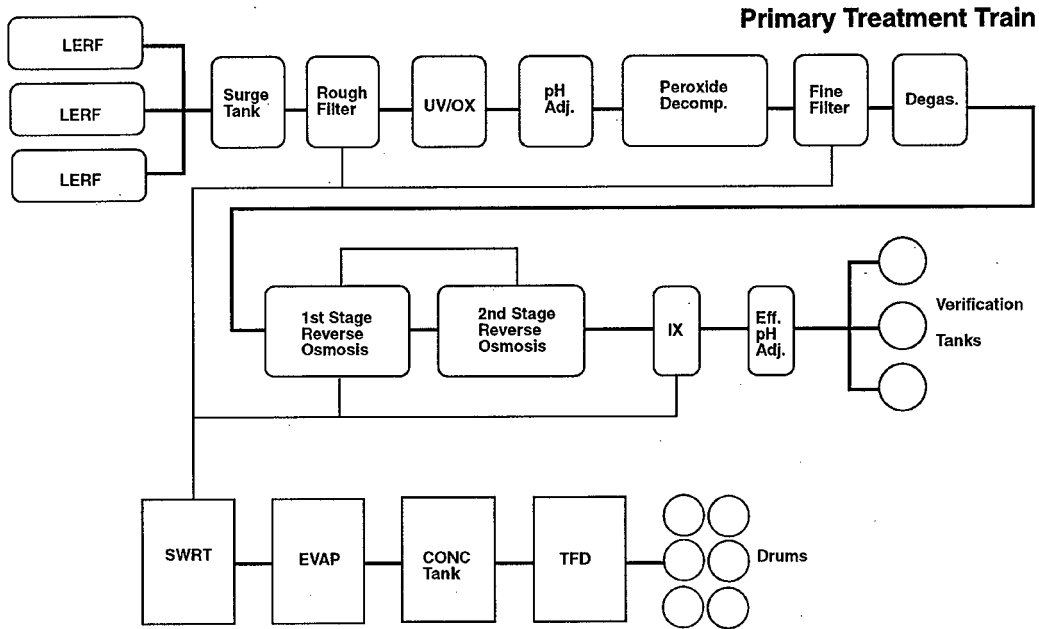 Primary Treatment Train
LERF
LERF
LERF
Surge
Tank
Rough
Filter
UV/OX
pH
Adj.
Peroxide
Decomp.
Fine
Filter
Degas.
1st Stage
Reverse
Osmosis
2nd Stage
Reverse
Osmosis
IX
Eff.
pH
Adj.
Verification
Tanks
SWRT
EVAP
CONC
Tank
TFD
Drums